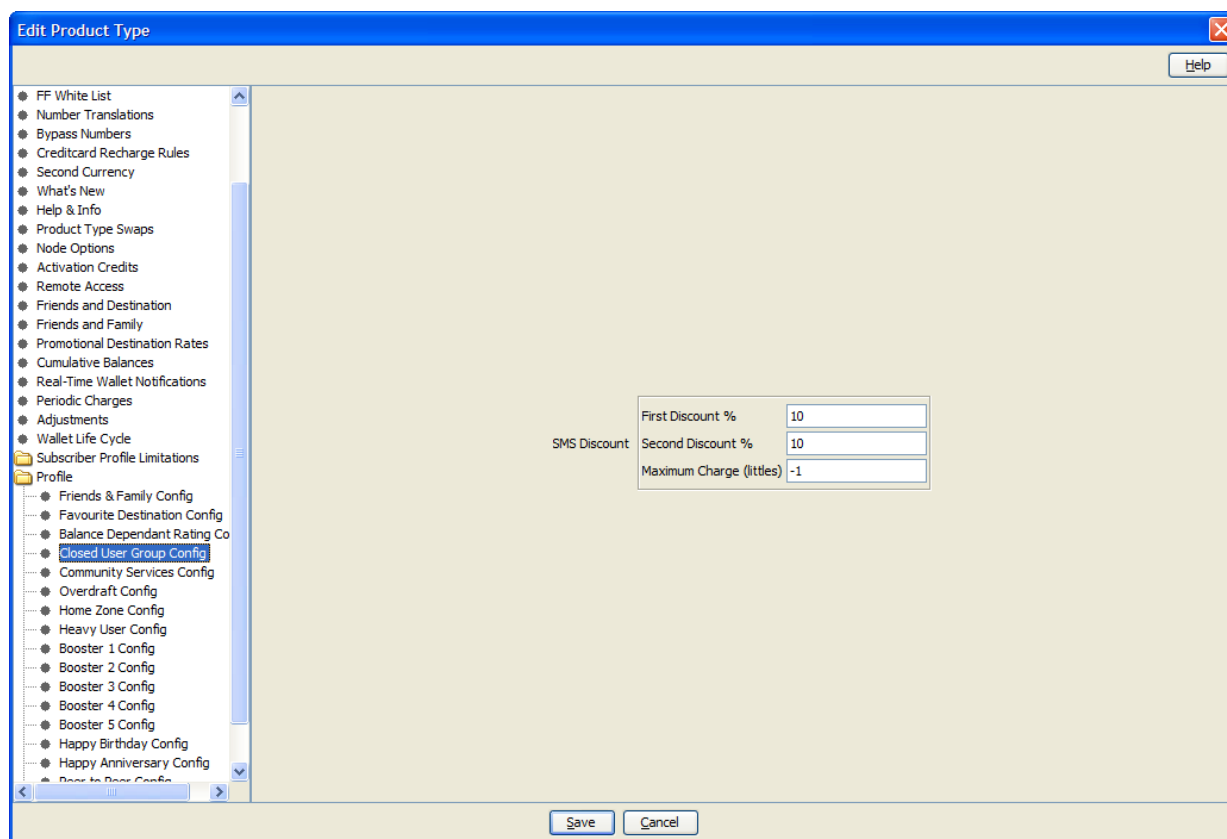 Edit Product Type
Help
FF White List
Number Translations
Bypass Numbers
Creditcard Recharge Rules
Second Currency
What's New
Help & Info
Product Type Swaps
Node Options
Activation Credits
Remote Access
Friends and Destination
Friends and Family
Promotional Destination Rates
Cumulative Balances
Real-Time Wallet Notifications
Periodic Charges
Adjustments
Wallet Life Cycle
Subscriber Profile Limitations
Profile
Friends & Family Config
Favourite Destination Config
Balance Dependant Rating Co
Closed User Group Config
Community Services Config
Overdraft Config
Home Zone Config
Heavy User Config
Booster 1 Config
Booster 2 Config
Booster 3 Config
Booster 4 Config
Booster 5 Config
Happy Birthday Config
Happy Anniversary Config
Peer to Peer Config
SMS Discount
First Discount % 10
Second Discount % 10
Maximum Charge (littles) -1
Save Cancel